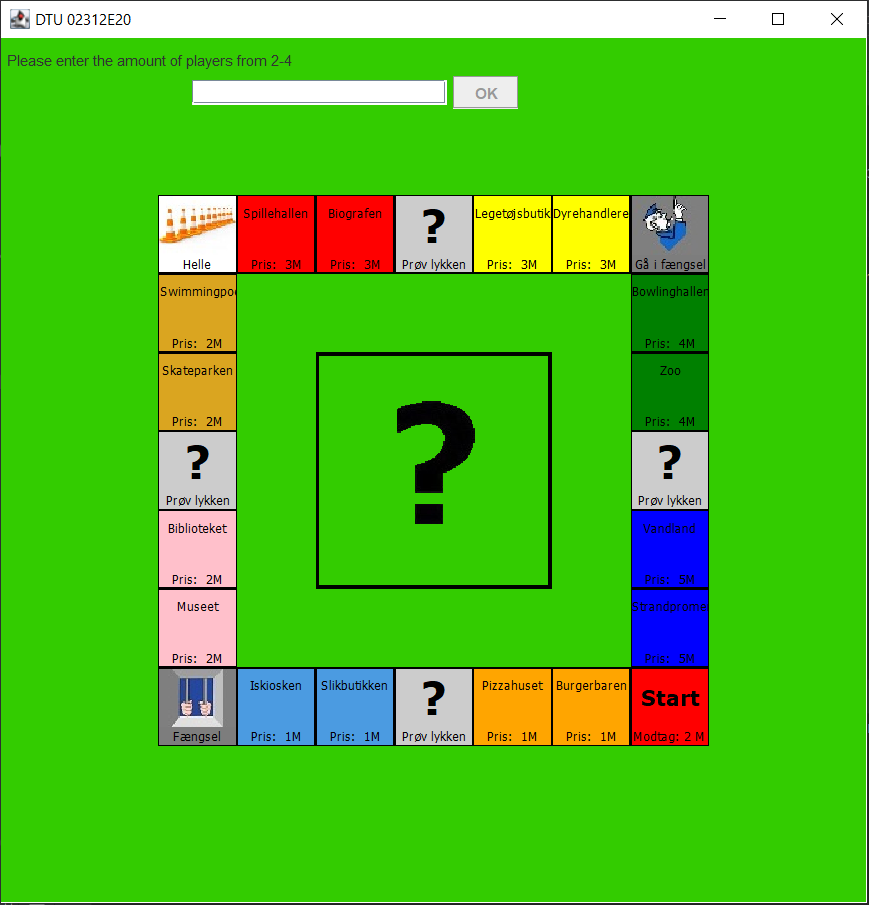 DTU 02312E20
Please enter the amount of players from 2-4
OK
Helle
Spillehallen
Pris: 3M
Biografen
Pris: 3M
?
Prøv lykken
Legetøjsbutik
Pris: 3M
Dyrehandlere
Pris: 3M
Gå i fængsel
Swimmingpoo
Pris: 2M
Bowlinghallen
Pris: 4M
Skateparken
Pris: 2M
Zoo
Pris: 4M
?
Prøv lykken
?
?
Prøv lykken
Biblioteket
Pris: 2M
Vandland
Pris: 5M
Museet
Pris: 2M
Strandprome
Pris: 5M
Fængsel
Iskiosken
Pris: 1M
Slikbutikken
Pris: 1M
?
Prøv lykken
Pizzahuset
Pris: 1M
Burgerbaren
Pris: 1M
Start
Modtag: 2 M